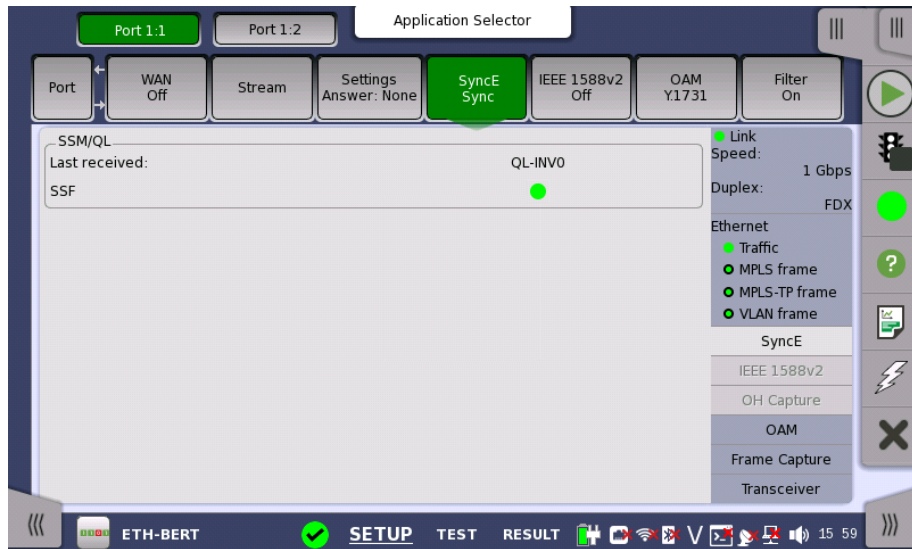 Application Selector
Port 1:1
Port 1:2
Port
WAN
Off
Stream
Settings
Answer: None
SyncE
Sync
IEEE 1588v2
Off
OAM
Y.1731
Filter
On
SSM/QL
Last received:
QL-INV0
SSF
Link
Speed:
1 Gbps
Duplex:
FDX
Ethernet
Traffic
MPLS frame
MPLS-TP frame
VLAN frame
SyncE
IEEE 1588v2
OH Capture
OAM
Frame Capture
Transceiver
ETH-BERT
SETUP
TEST
RESULT
V
15 59